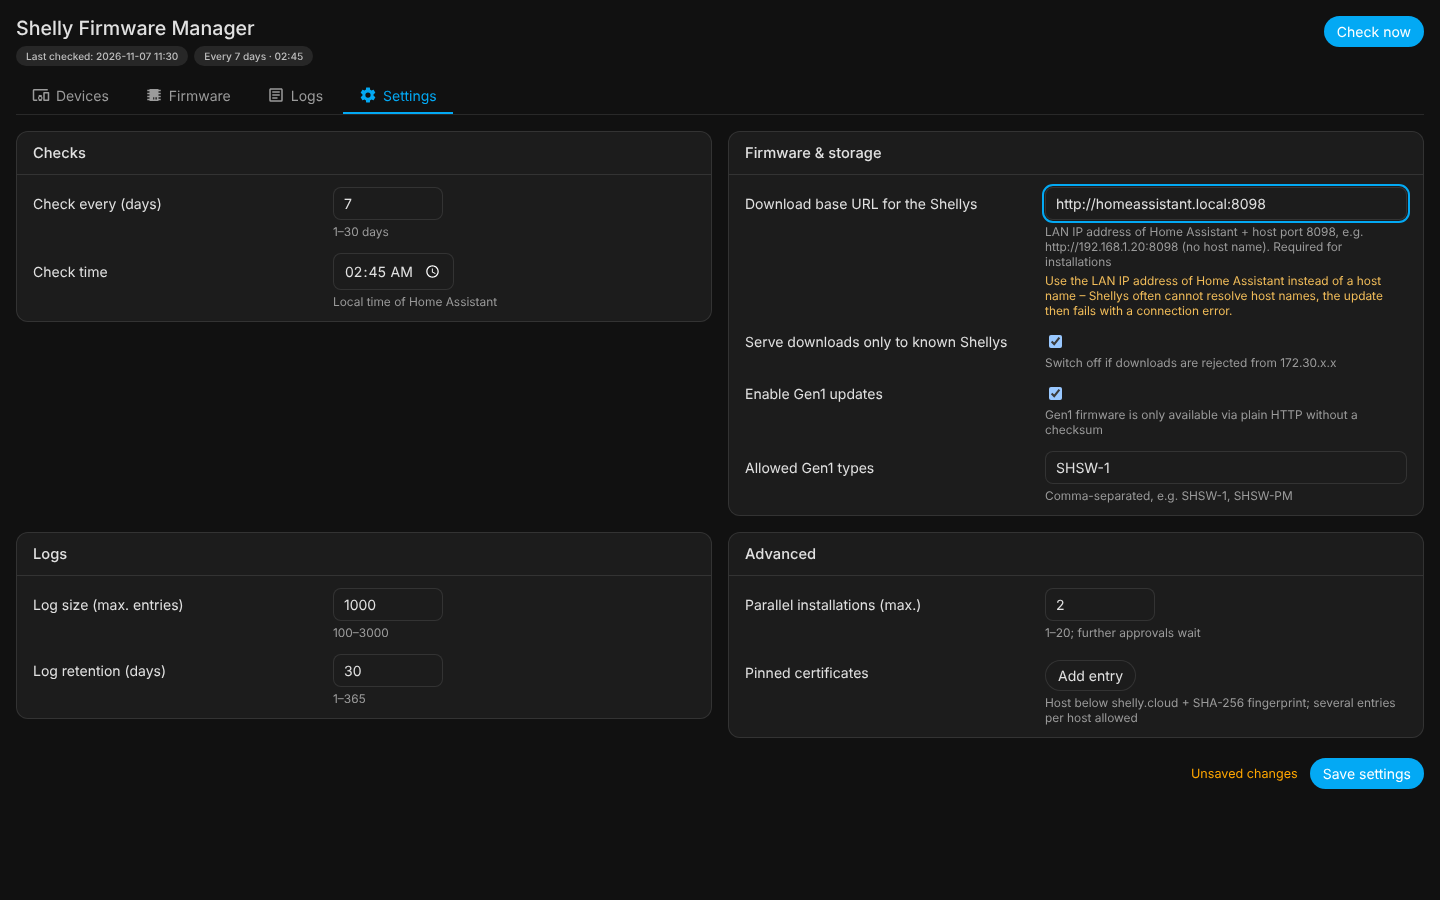 Shelly Firmware Manager
Check now
Last checked: 2026-11-07 11:30
Every 7 days · 02:45
Devices
Firmware
Logs
Settings
Checks
Check every (days)
7
1–30 days
Check time
02:45 AM
Local time of Home Assistant
Firmware & storage
Download base URL for the Shellys
http://homeassistant.local:8098
LAN IP address of Home Assistant + host port 8098, e.g.
http://192.168.1.20:8098 (no host name). Required for
installations
Use the LAN IP address of Home Assistant instead of a host
name – Shellys often cannot resolve host names, the update
then fails with a connection error.
Serve downloads only to known Shellys
Switch off if downloads are rejected from 172.30.x.x
Enable Gen1 updates
Gen1 firmware is only available via plain HTTP without a
checksum
Allowed Gen1 types
SHSW-1
Comma-separated, e.g. SHSW-1, SHSW-PM
Logs
Log size (max. entries)
1000
100–3000
Log retention (days)
30
1–365
Advanced
Parallel installations (max.)
2
1–20; further approvals wait
Pinned certificates
Add entry
Host below shelly.cloud + SHA-256 fingerprint; several entries
per host allowed
Unsaved changes
Save settings